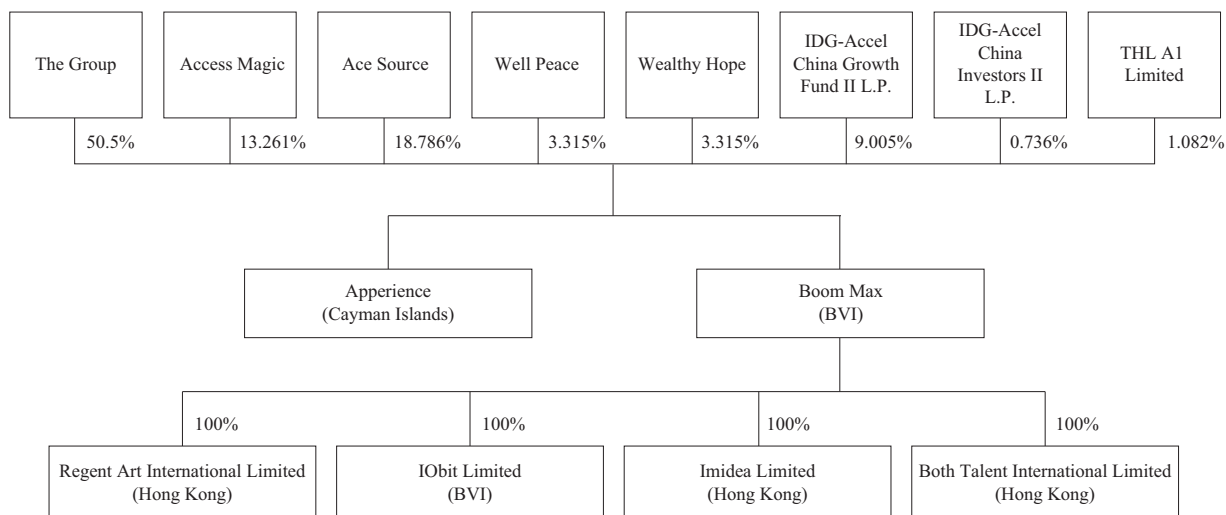 The Group
Access Magic
Ace Source
Well Peace
Wealthy Hope
IDG-Accel
China Growth
Fund II L.P.
IDG-Accel
China
Investors II
L.P.
THL A1
Limited
50.5%
13.261%
18.786%
3.315%
3.315%
9.005%
0.736%
1.082%
Apperience
(Cayman Islands)
Boom Max
(BVI)
100%
100%
100%
100%
Regent Art International Limited
(Hong Kong)
IObit Limited
(BVI)
Imidea Limited
(Hong Kong)
Both Talent International Limited
(Hong Kong)